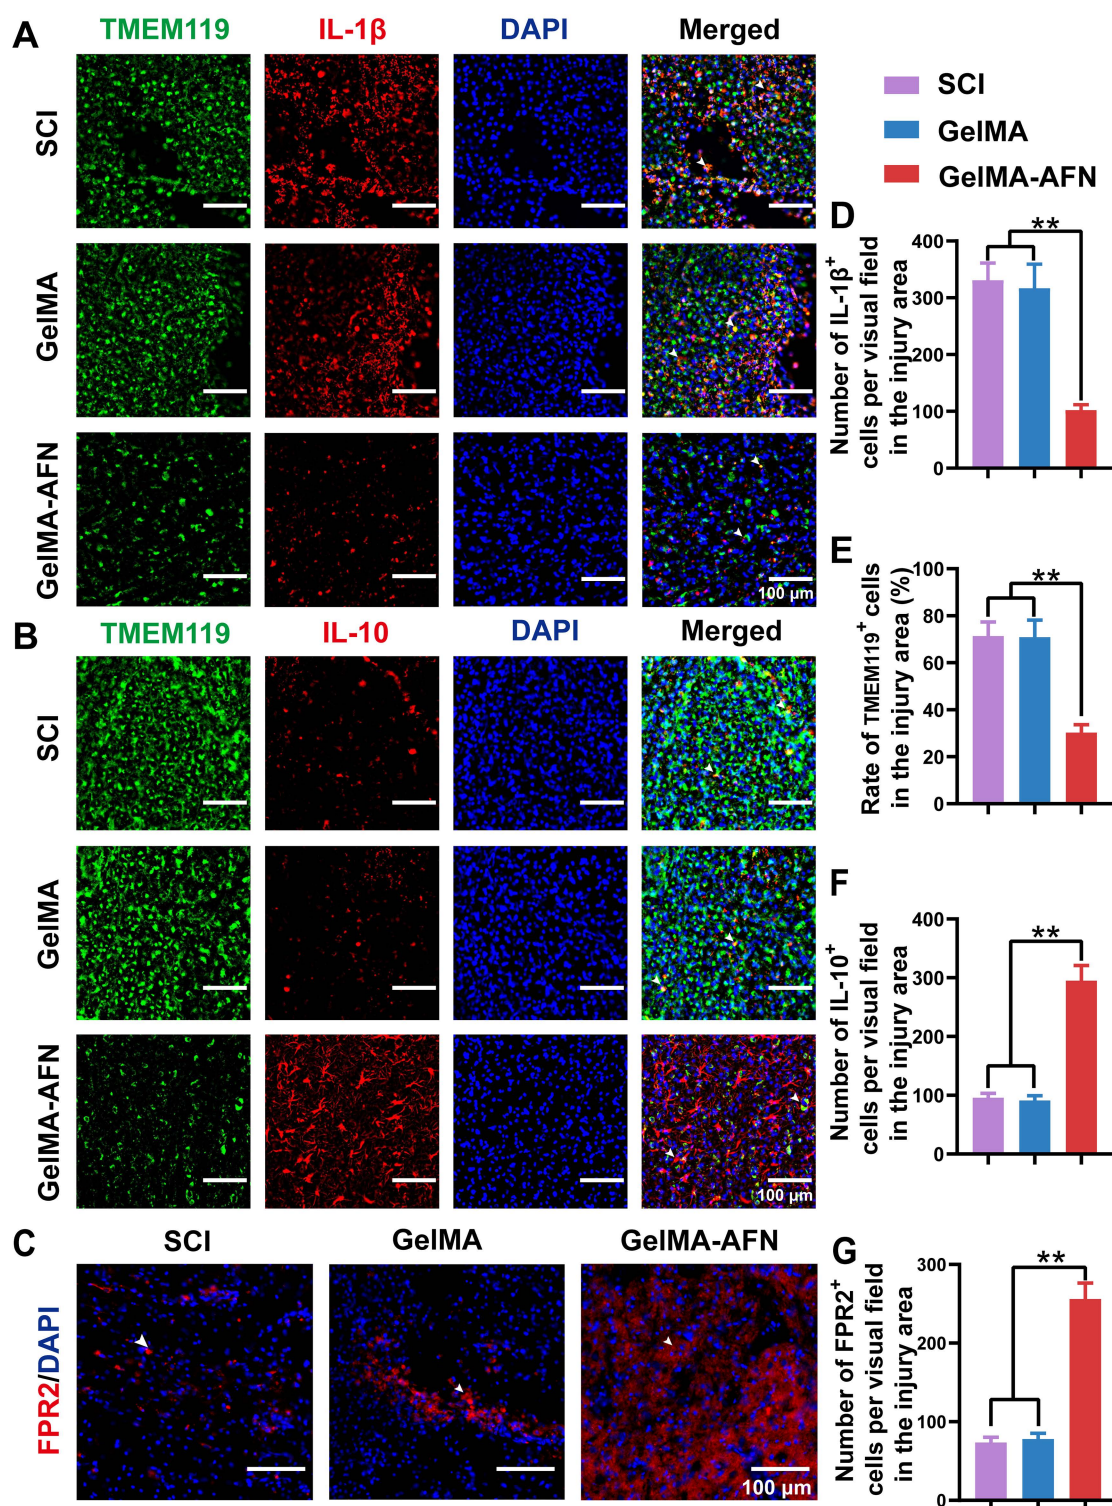 A
TMEM119
IL-1β
DAPI
Merged
SCI
GelMA
GelMA-AFN
100 μm
SCI
GelMA
GelMA-AFN
D
Number of IL-1β+
cells per visual field
in the injury area
400
300
200
100
0
**
E
Rate of TMEM119+ cells
in the injury area (%)
100
80
60
40
20
0
**
B
TMEM119
IL-10
DAPI
Merged
SCI
GelMA
GelMA-AFN
100 μm
F
Number of IL-10+
cells per visual field
in the injury area
400
300
200
100
0
**
C
SCI
GelMA
GelMA-AFN
FPR2/DAPI
100 μm
G
Number of FPR2+
cells per visual field
in the injury area
300
200
100
0
**